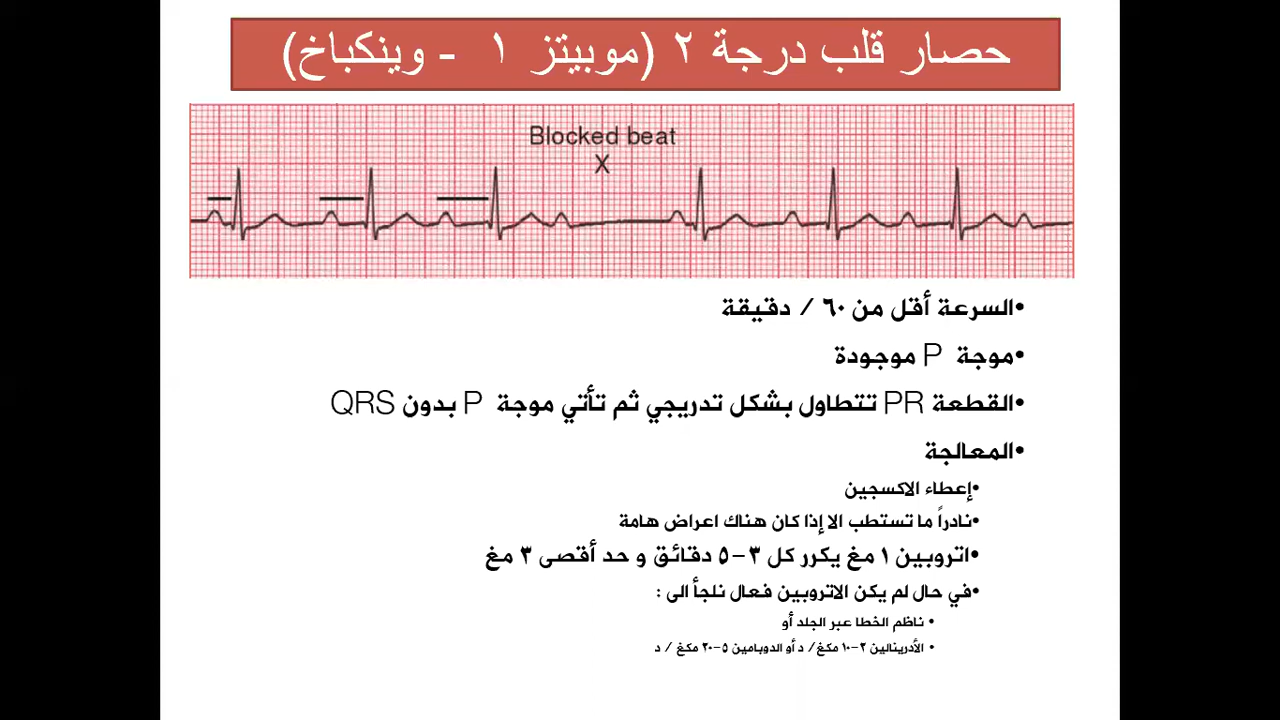 حصار قلب درجة ٢ (موبيتز ١ - وينكباخ)
Blocked beat
X
•السرعة أقل من ٦٠ / دقيقة
•موجة P موجودة
•القطعة PR تتطاول بشكل تدريجي ثم تأتي موجة P بدون QRS
•المعالجة
•إعطاء الاكسجين
•نادراً ما تستطب الا إذا كان هناك اعراض هامة
•اتروبين ١ مغ يكرر كل ٣-٥ دقائق و حد أقصى ٣ مغ
•في حال لم يكن الاتروبين فعال نلجأ الى :
• ناظم الخطا عبر الجلد أو
• الأدرينالين ٢-١٠ مكغ/ د أو الدوبامين ٥-٢٠ مكغ / د